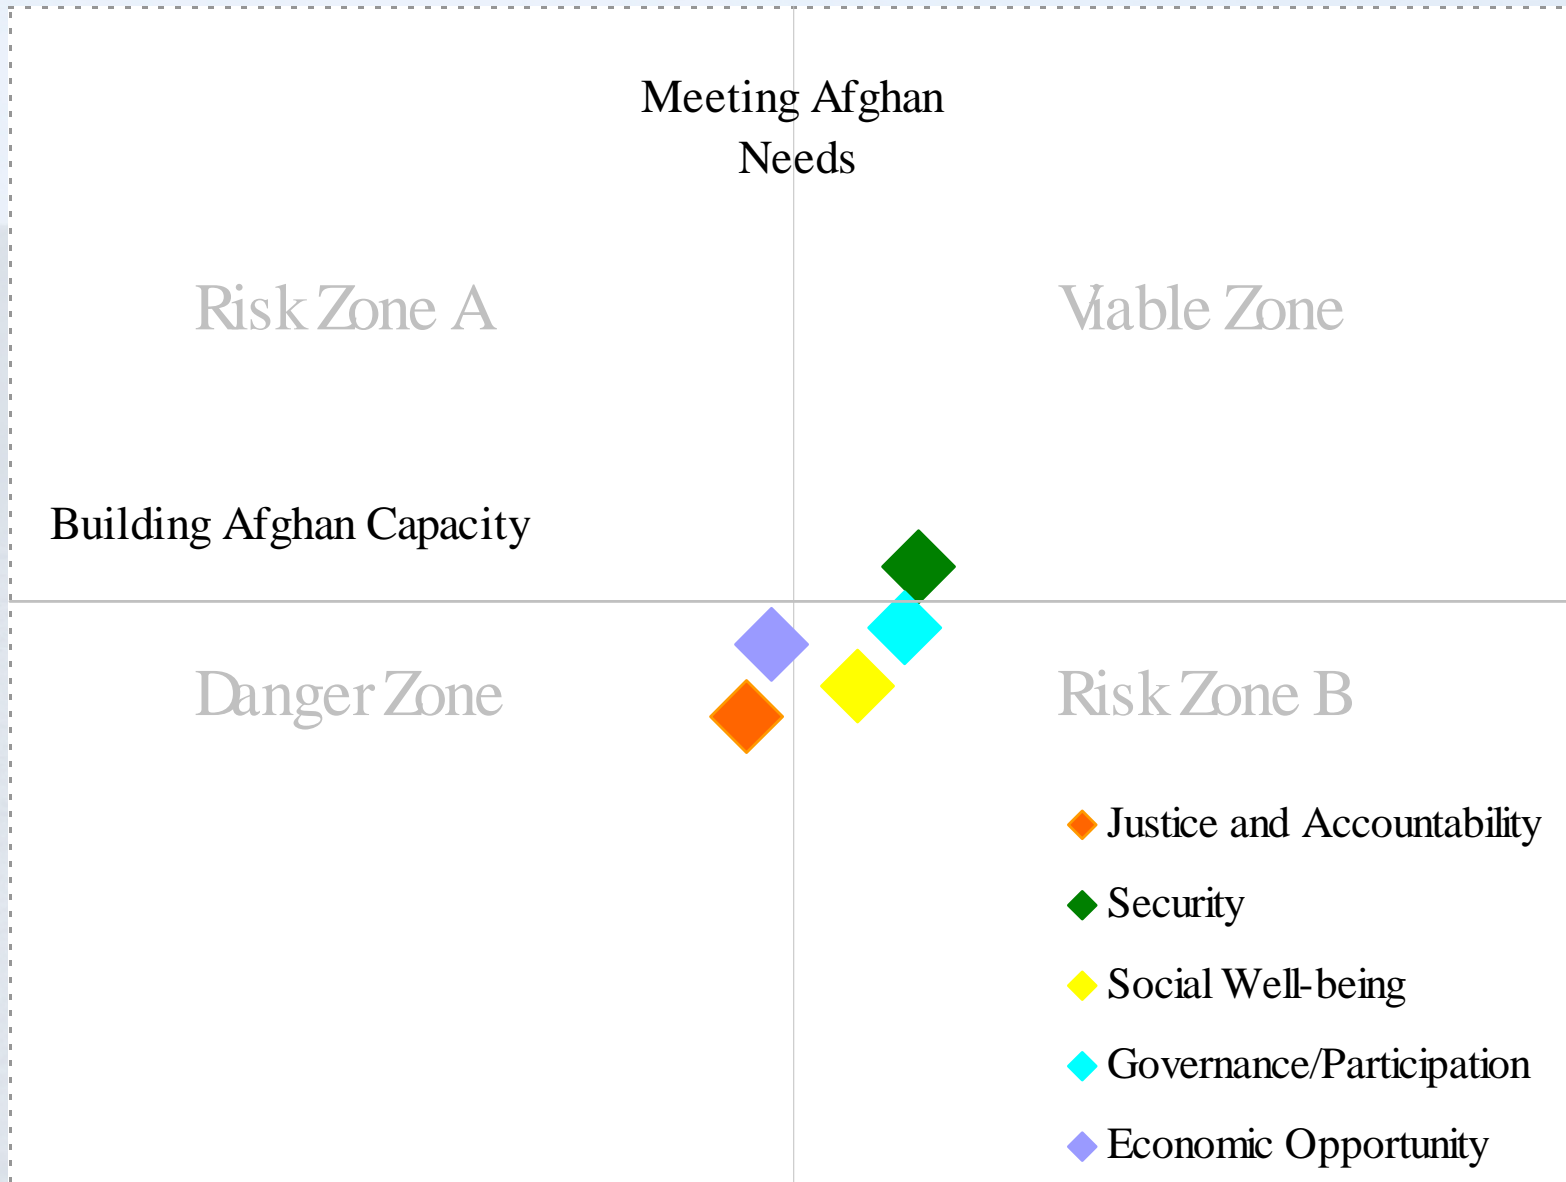 Meeting Afghan
Needs
Risk Zone A
Viable Zone
Building Afghan Capacity
Danger Zone
Risk Zone B
Justice and Accountability
Security
Social Well-being
Governance/Participation
Economic Opportunity